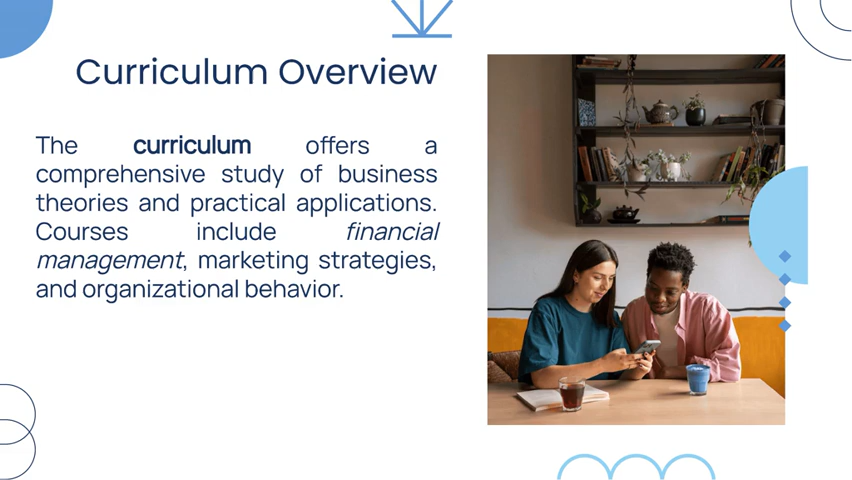 Curriculum Overview
The curriculum offers a
comprehensive study of business
theories and practical applications.
Courses include financial
management, marketing strategies,
and organizational behavior.